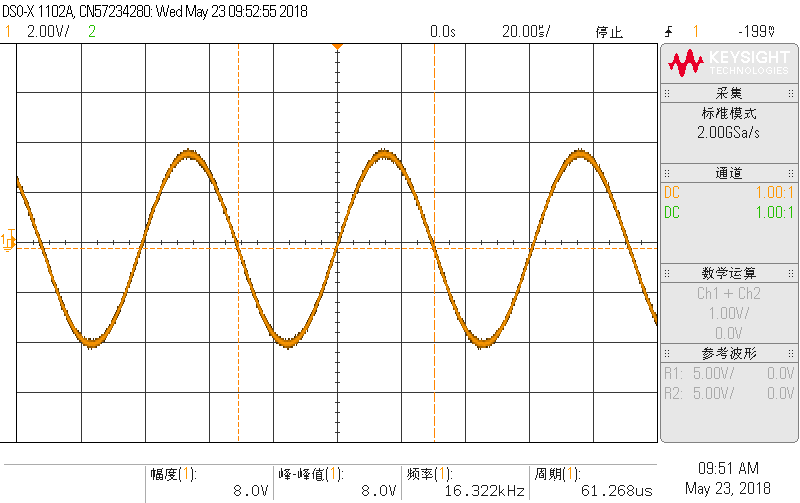 DSO-X 1102A, CN57234280: Wed May 23 09:52:55 2018
1 2.00V/ 2 0.0s 20.00us/ 停止 1 -199mV
KEYSIGHT
TECHNOLOGIES
采集
标准模式
2.00GSa/s
通道
DC 1.00:1
DC 1.00:1
数学运算
Ch1 + Ch2
1.00V/
0.0V
参考波形
R1: 5.00V/ 0.0V
R2: 5.00V/ 0.0V
1
幅度(1): 峰-峰值(1): 频率(1): 周期(1):
8.0V 8.0V 16.322kHz 61.268us
09:51 AM
May 23, 2018